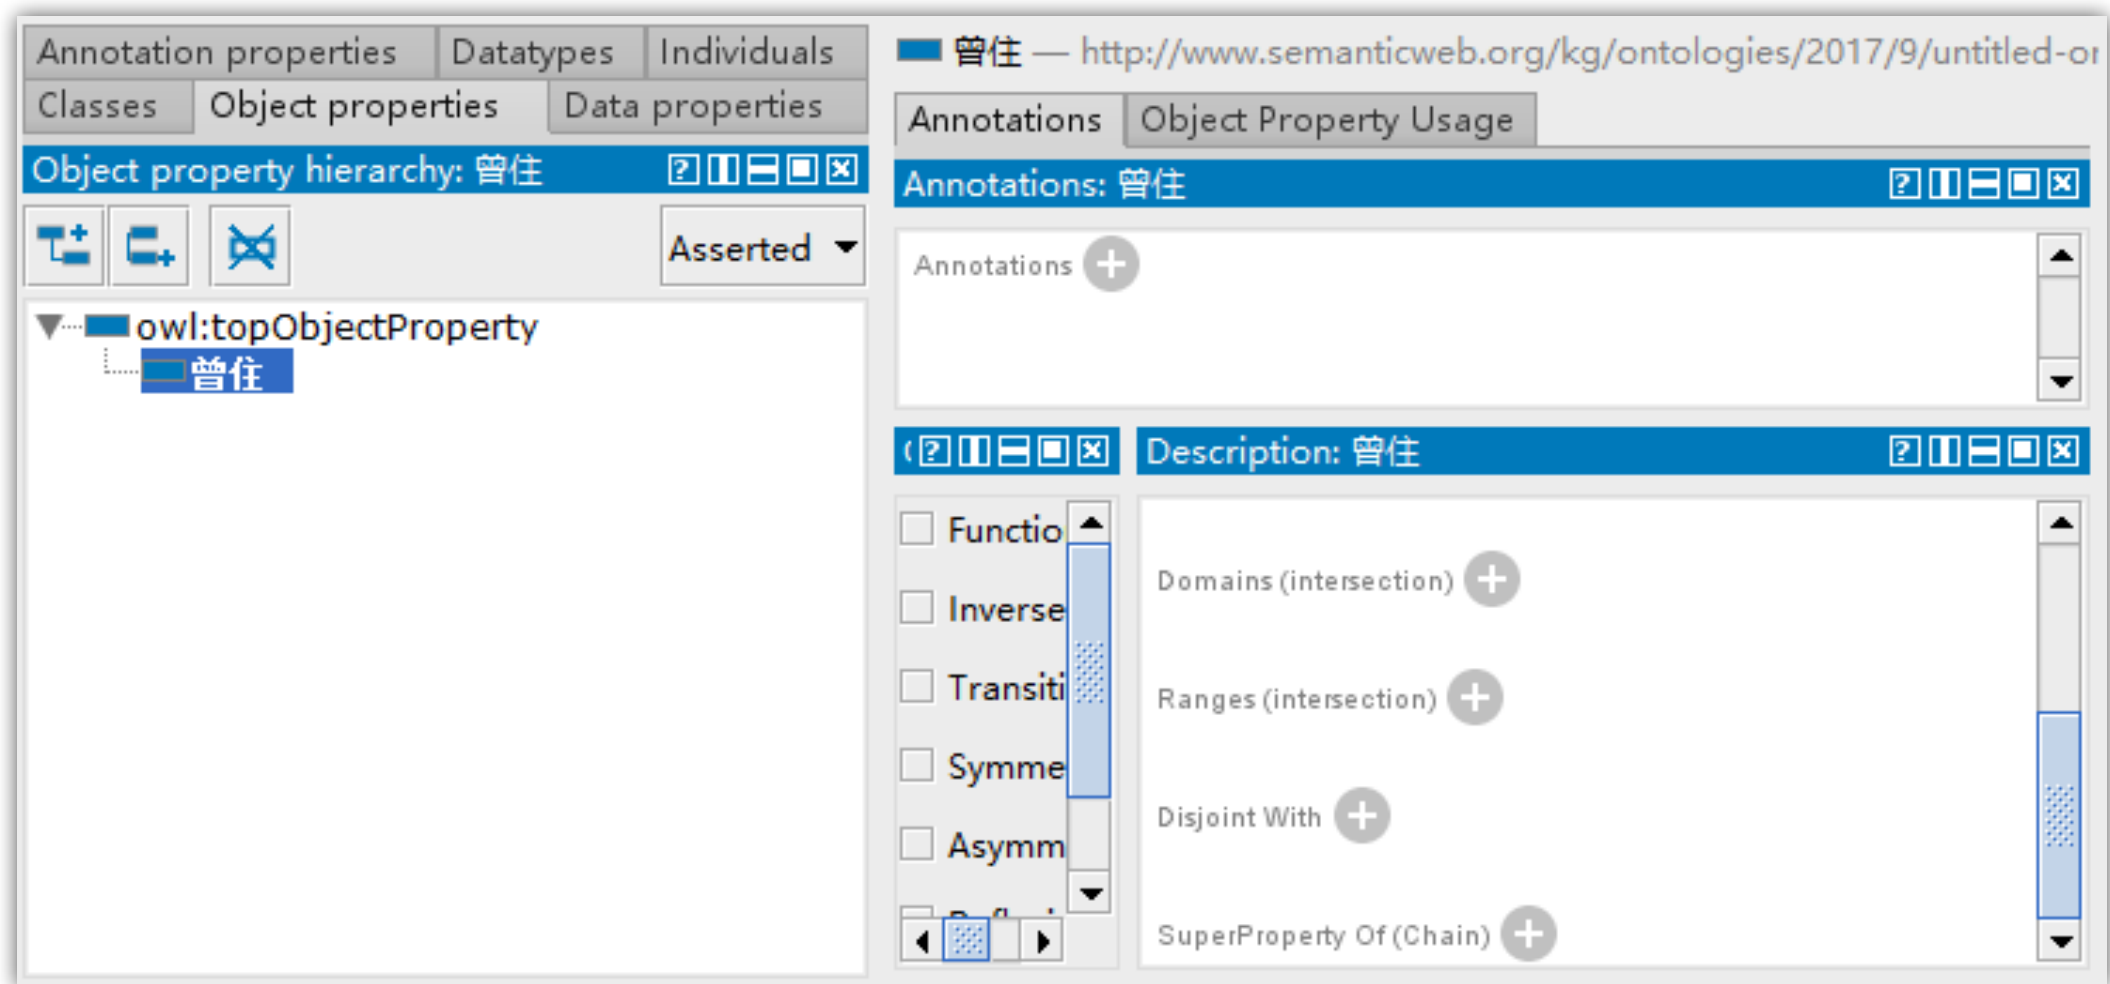 Annotation properties Datatypes Individuals
Classes Object properties Data properties
Object property hierarchy: 曾住
Asserted
owl:topObjectProperty
曾住
曾住 — http://www.semanticweb.org/kg/ontologies/2017/9/untitled-or
Annotations Object Property Usage
Annotations: 曾住
Annotations
Functio
Inverse
Transiti
Symme
Asymm
Description: 曾住
Domains (intersection)
Ranges (intersection)
Disjoint With
SuperProperty Of (Chain)